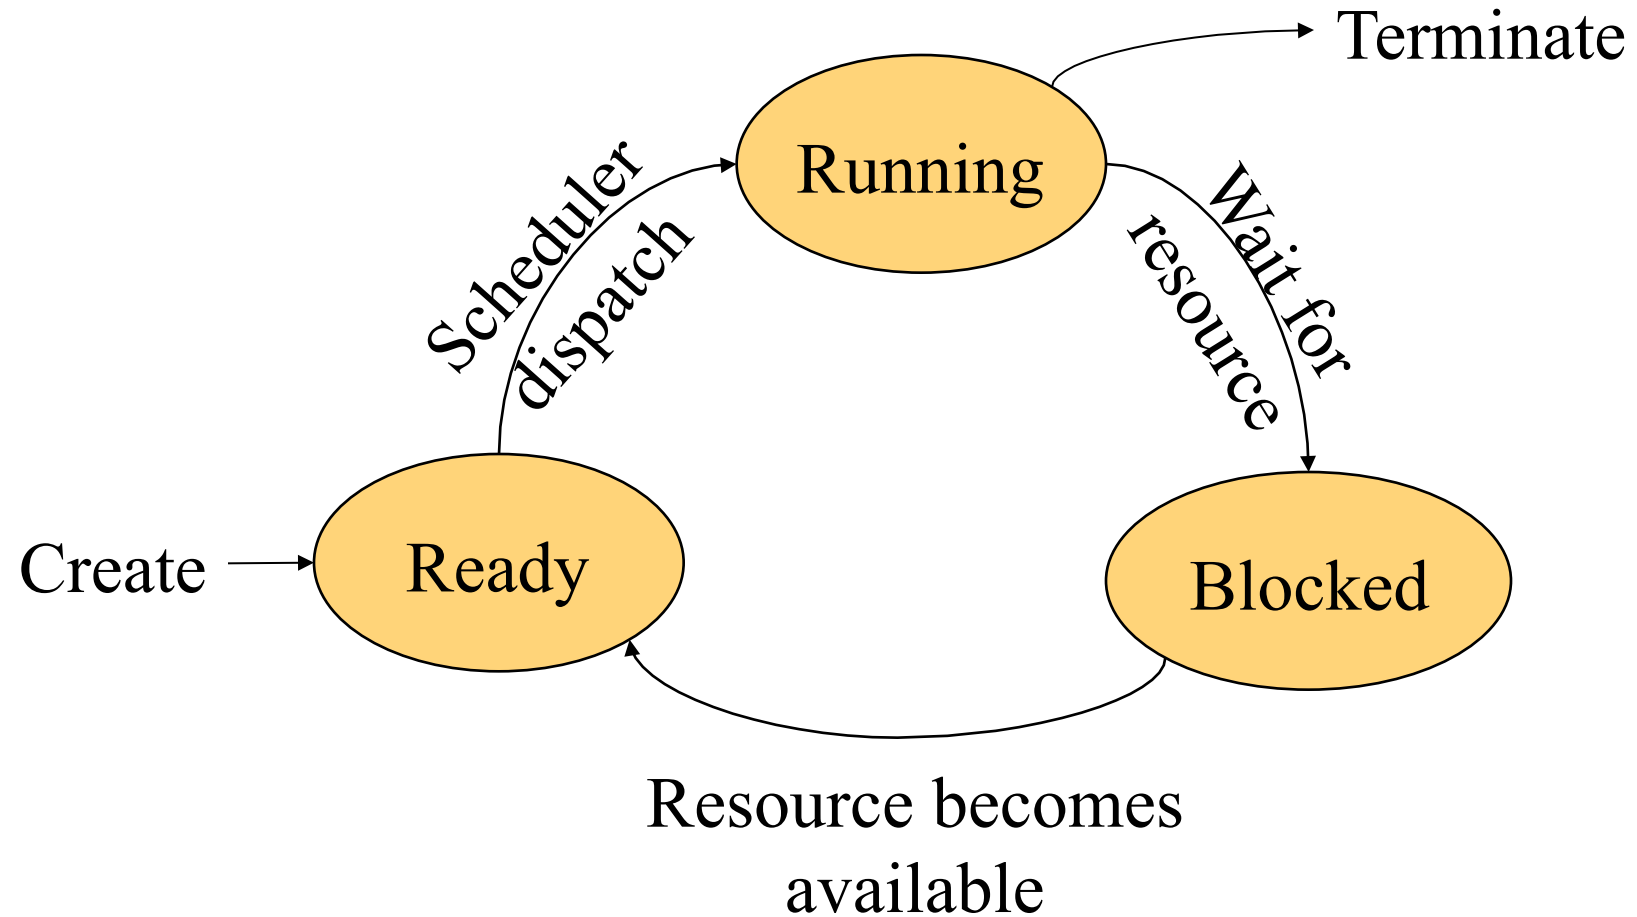 Terminate
Running
Scheduler
dispatch
Wait for
resource
Create
Ready
Blocked
Resource becomes
available